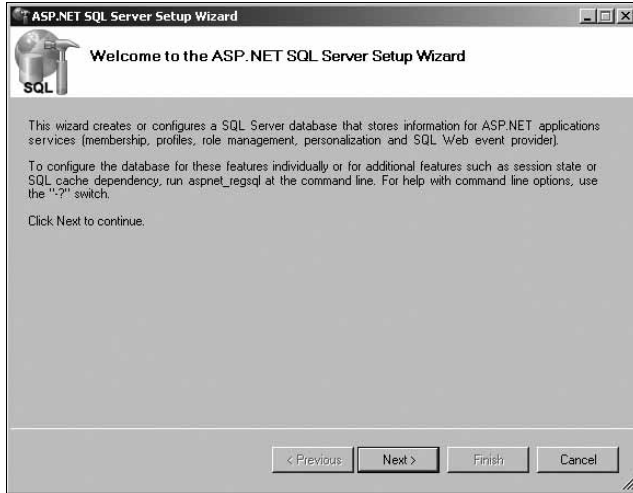 ASP.NET SQL Server Setup Wizard
Welcome to the ASP.NET SQL Server Setup Wizard
SQL
This wizard creates or configures a SQL Server database that stores information for ASP.NET applications
services (membership, profiles, role management, personalization and SQL Web event provider).
To configure the database for these features individually or for additional features such as session state or
SQL cache dependency, run aspnet_regsql at the command line. For help with command line options, use
the "-?" switch.
Click Next to continue.
< Previous Next > Finish Cancel